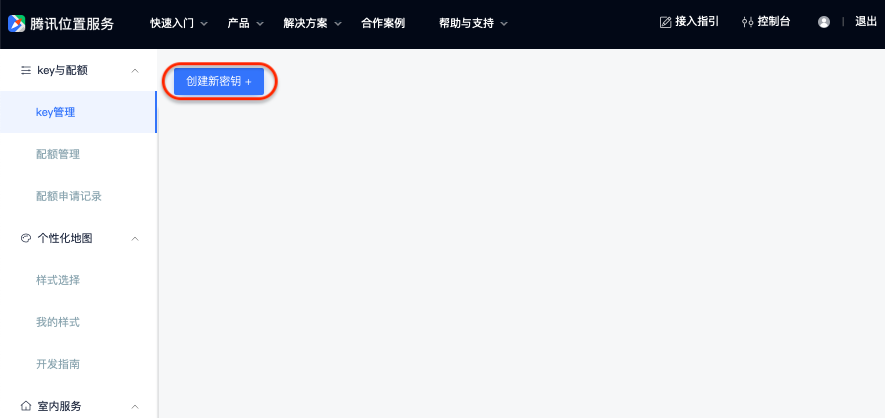 腾讯位置服务 快速入门 产品 解决方案 合作案例 帮助与支持 接入指引 控制台 | 退出
key与配额
创建新密钥 +
key管理
配额管理
配额申请记录
个性化地图
样式选择
我的样式
开发指南
室内服务